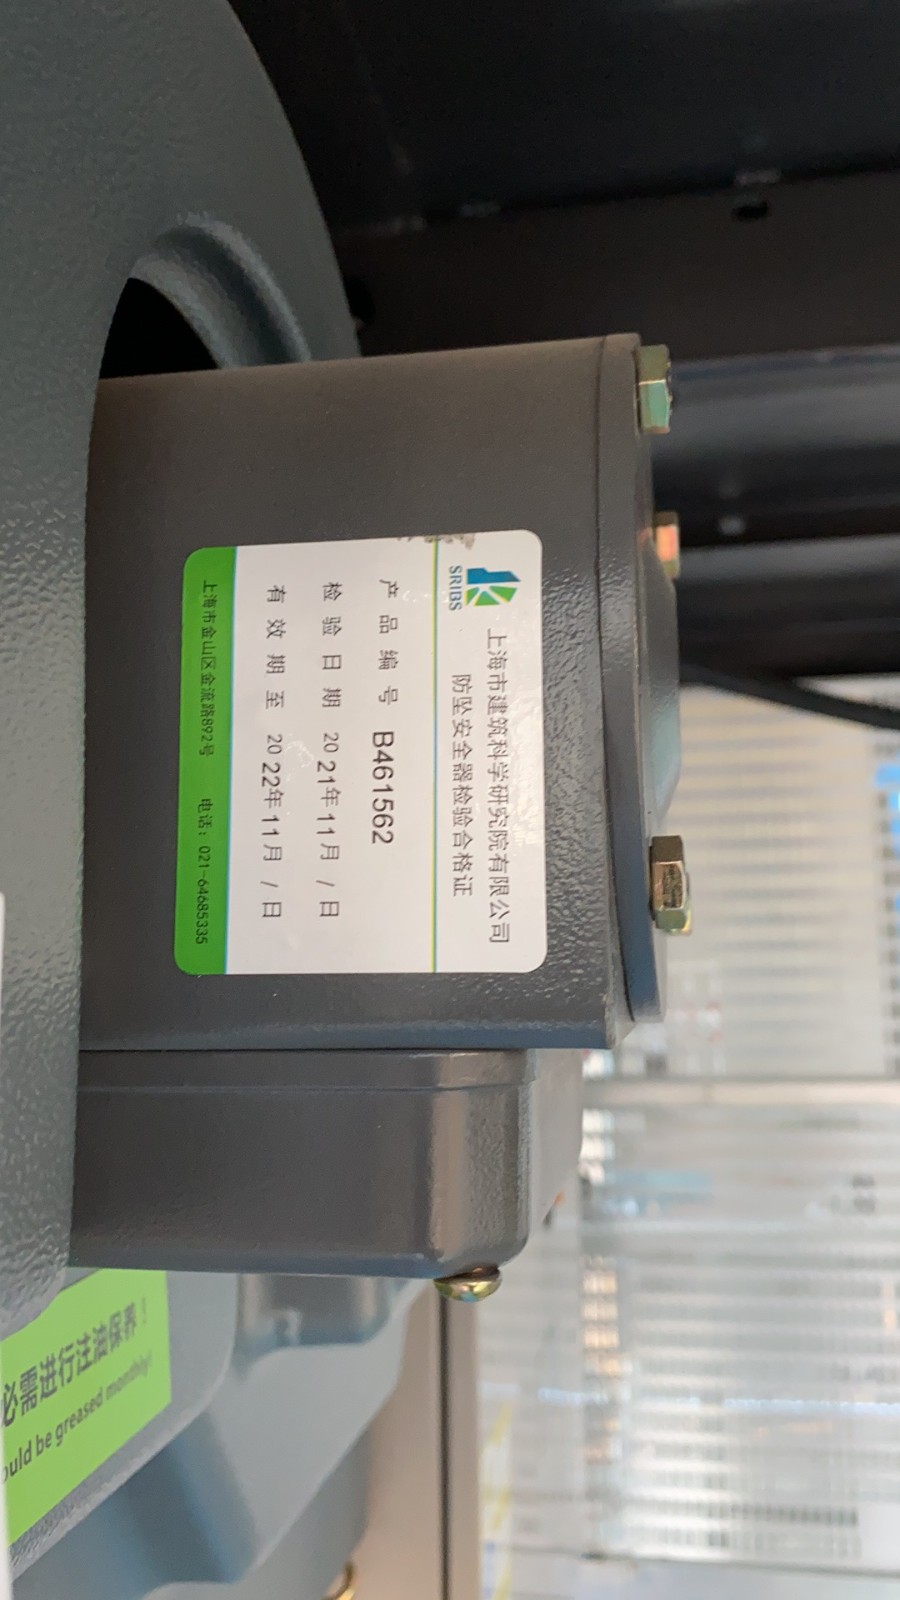 SRIBS
上海市建筑科学研究院有限公司
防坠安全器检验合格证
产品编号 B461562
检验日期 2021年11月/日
有效期至 2022年11月/日
上海市金山区金流路892号 电话：021-64685335
必需进行注油保养！
ould be greased monthly!